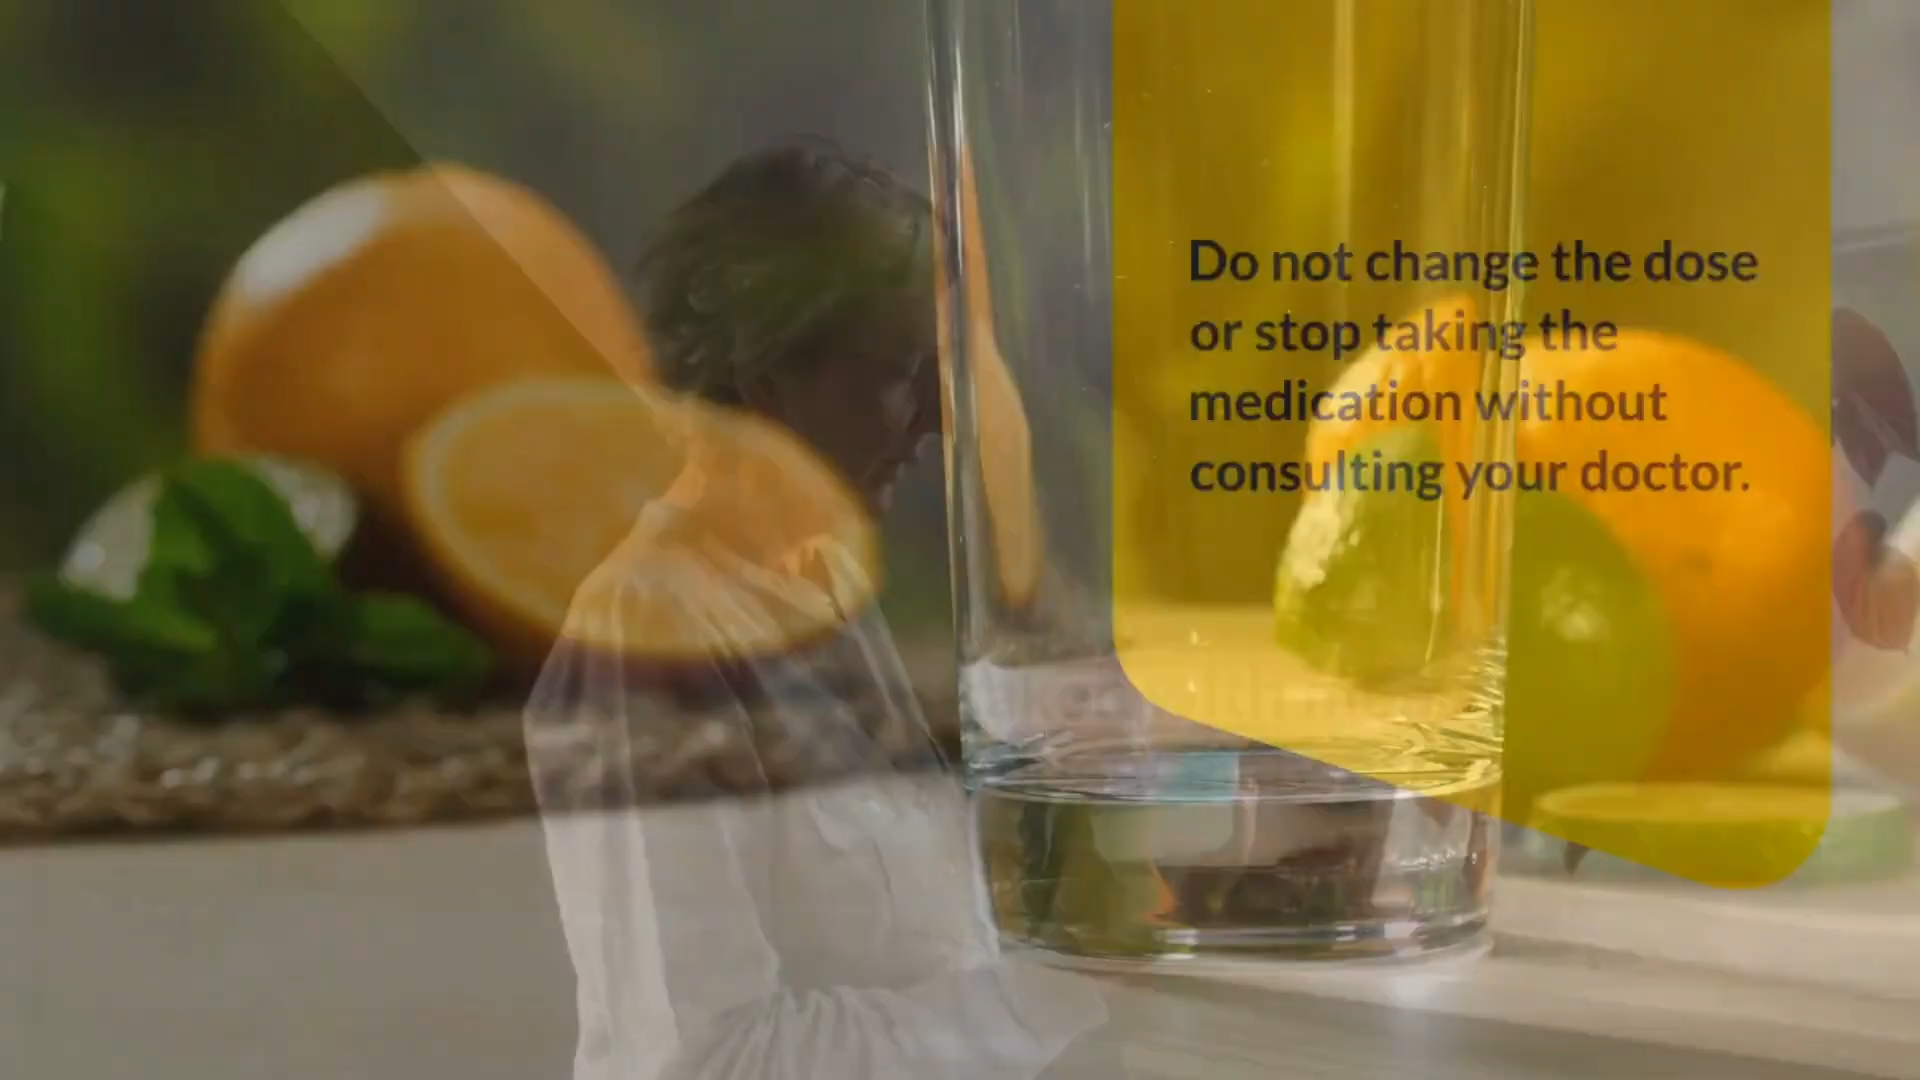 Do not change the dose
or stop taking the
medication without
consulting your doctor.